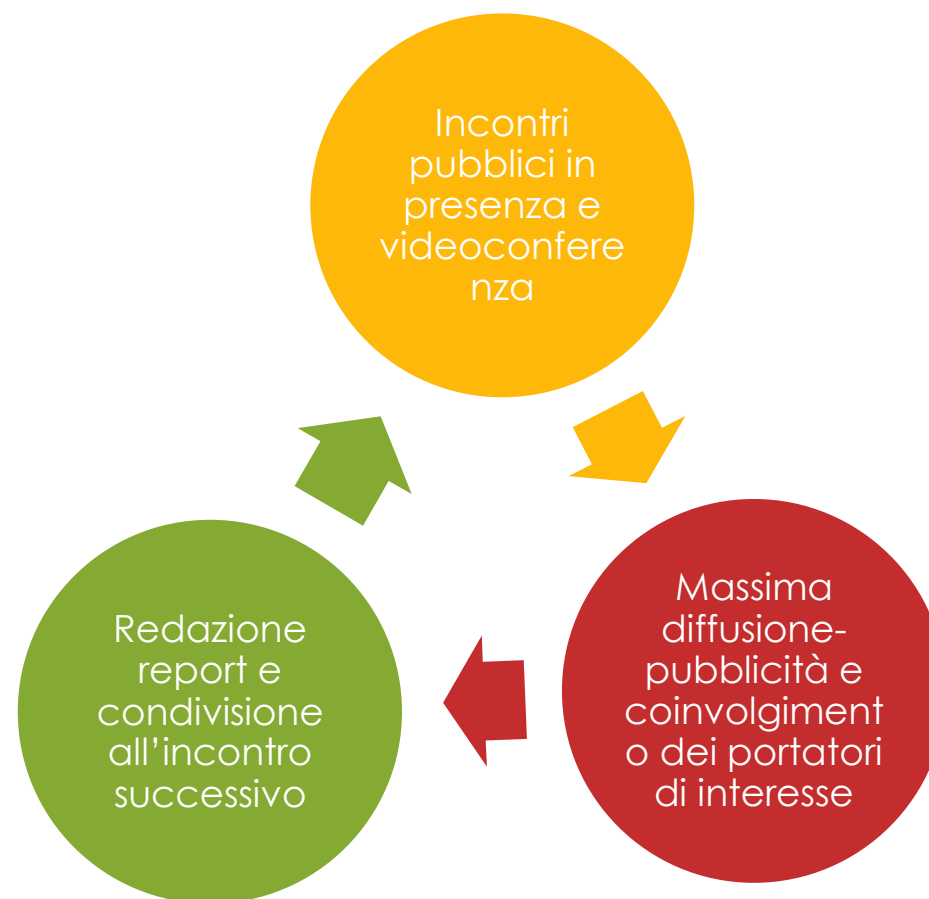 Incontri
pubblici in
presenza e
videoconfere
nza
Massima
diffusione-
pubblicità e
coinvolgiment
o dei portatori
di interesse
Redazione
report e
condivisione
all’incontro
successivo